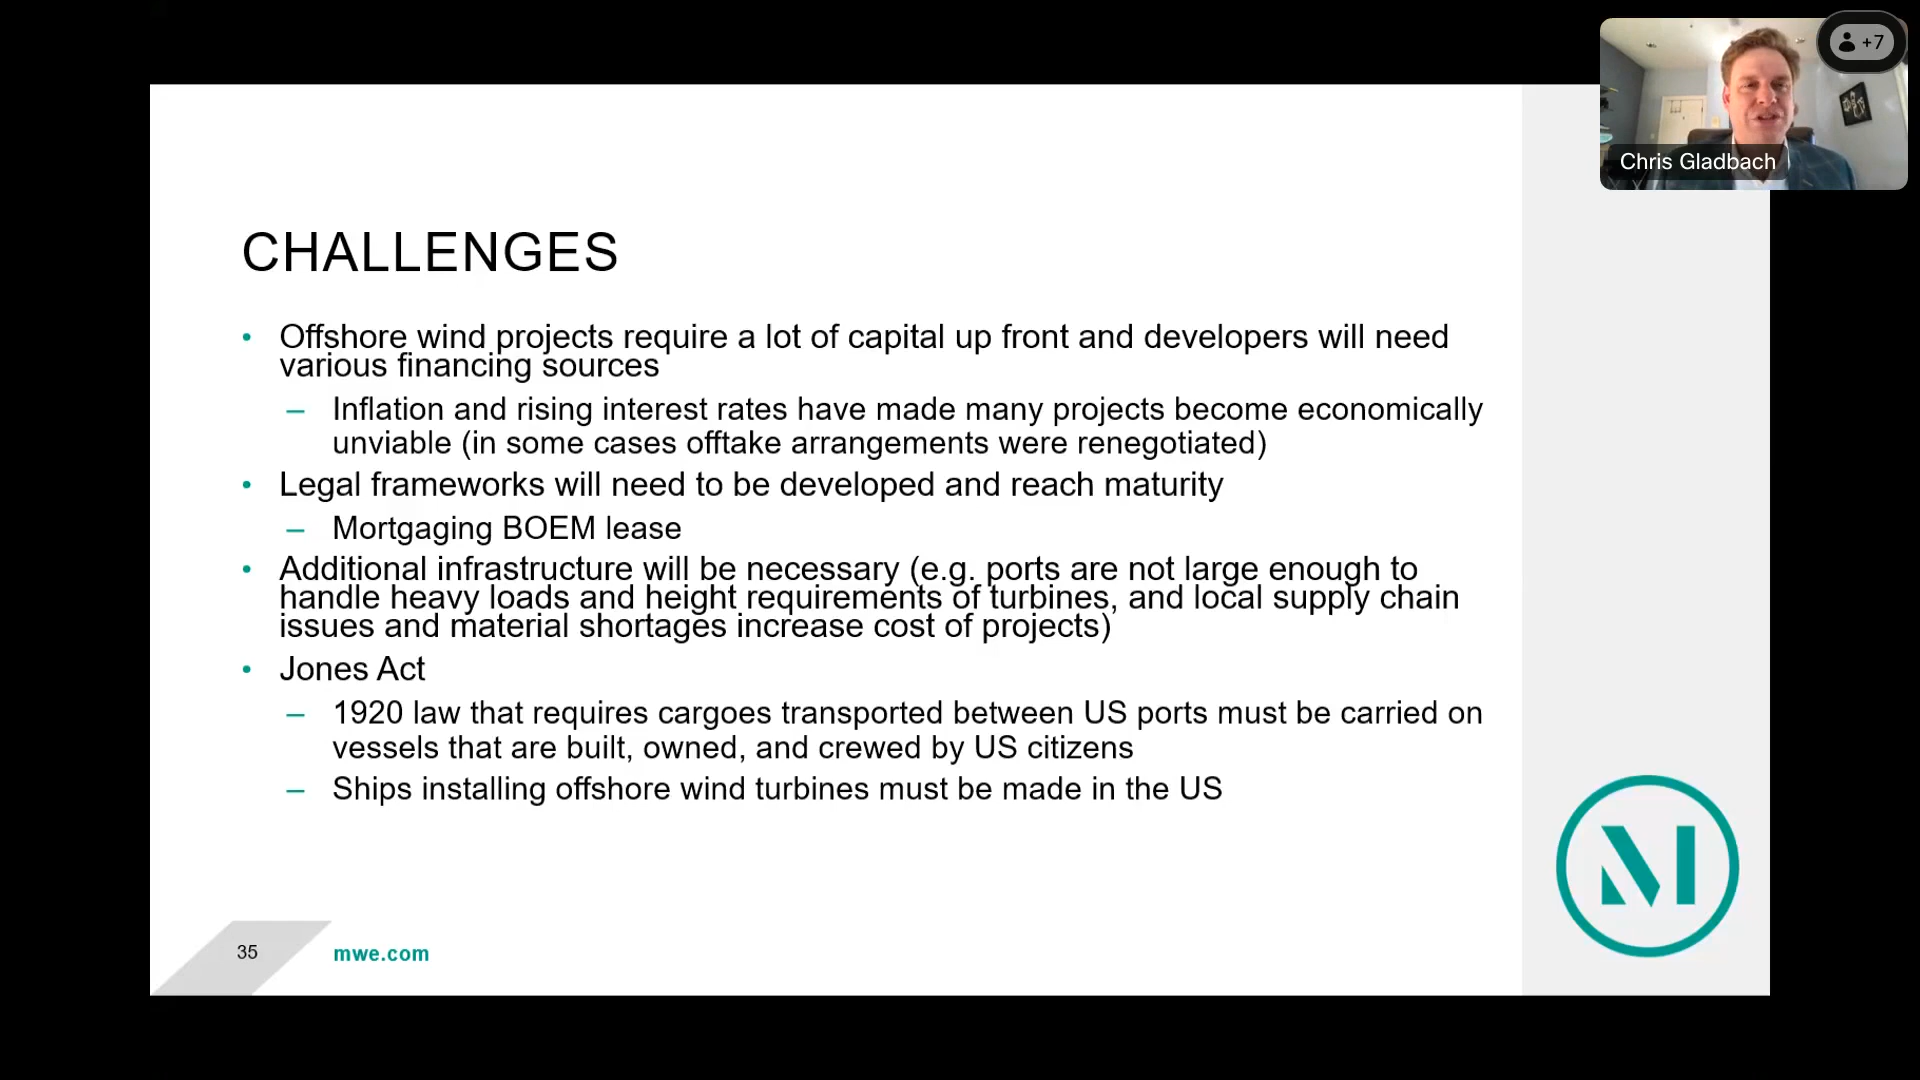 +7
Chris Gladbach
CHALLENGES
• Offshore wind projects require a lot of capital up front and developers will need
various financing sources
– Inflation and rising interest rates have made many projects become economically
unviable (in some cases offtake arrangements were renegotiated)
• Legal frameworks will need to be developed and reach maturity
– Mortgaging BOEM lease
• Additional infrastructure will be necessary (e.g. ports are not large enough to
handle heavy loads and height requirements of turbines, and local supply chain
issues and material shortages increase cost of projects)
• Jones Act
– 1920 law that requires cargoes transported between US ports must be carried on
vessels that are built, owned, and crewed by US citizens
– Ships installing offshore wind turbines must be made in the US
35
mwe.com
M